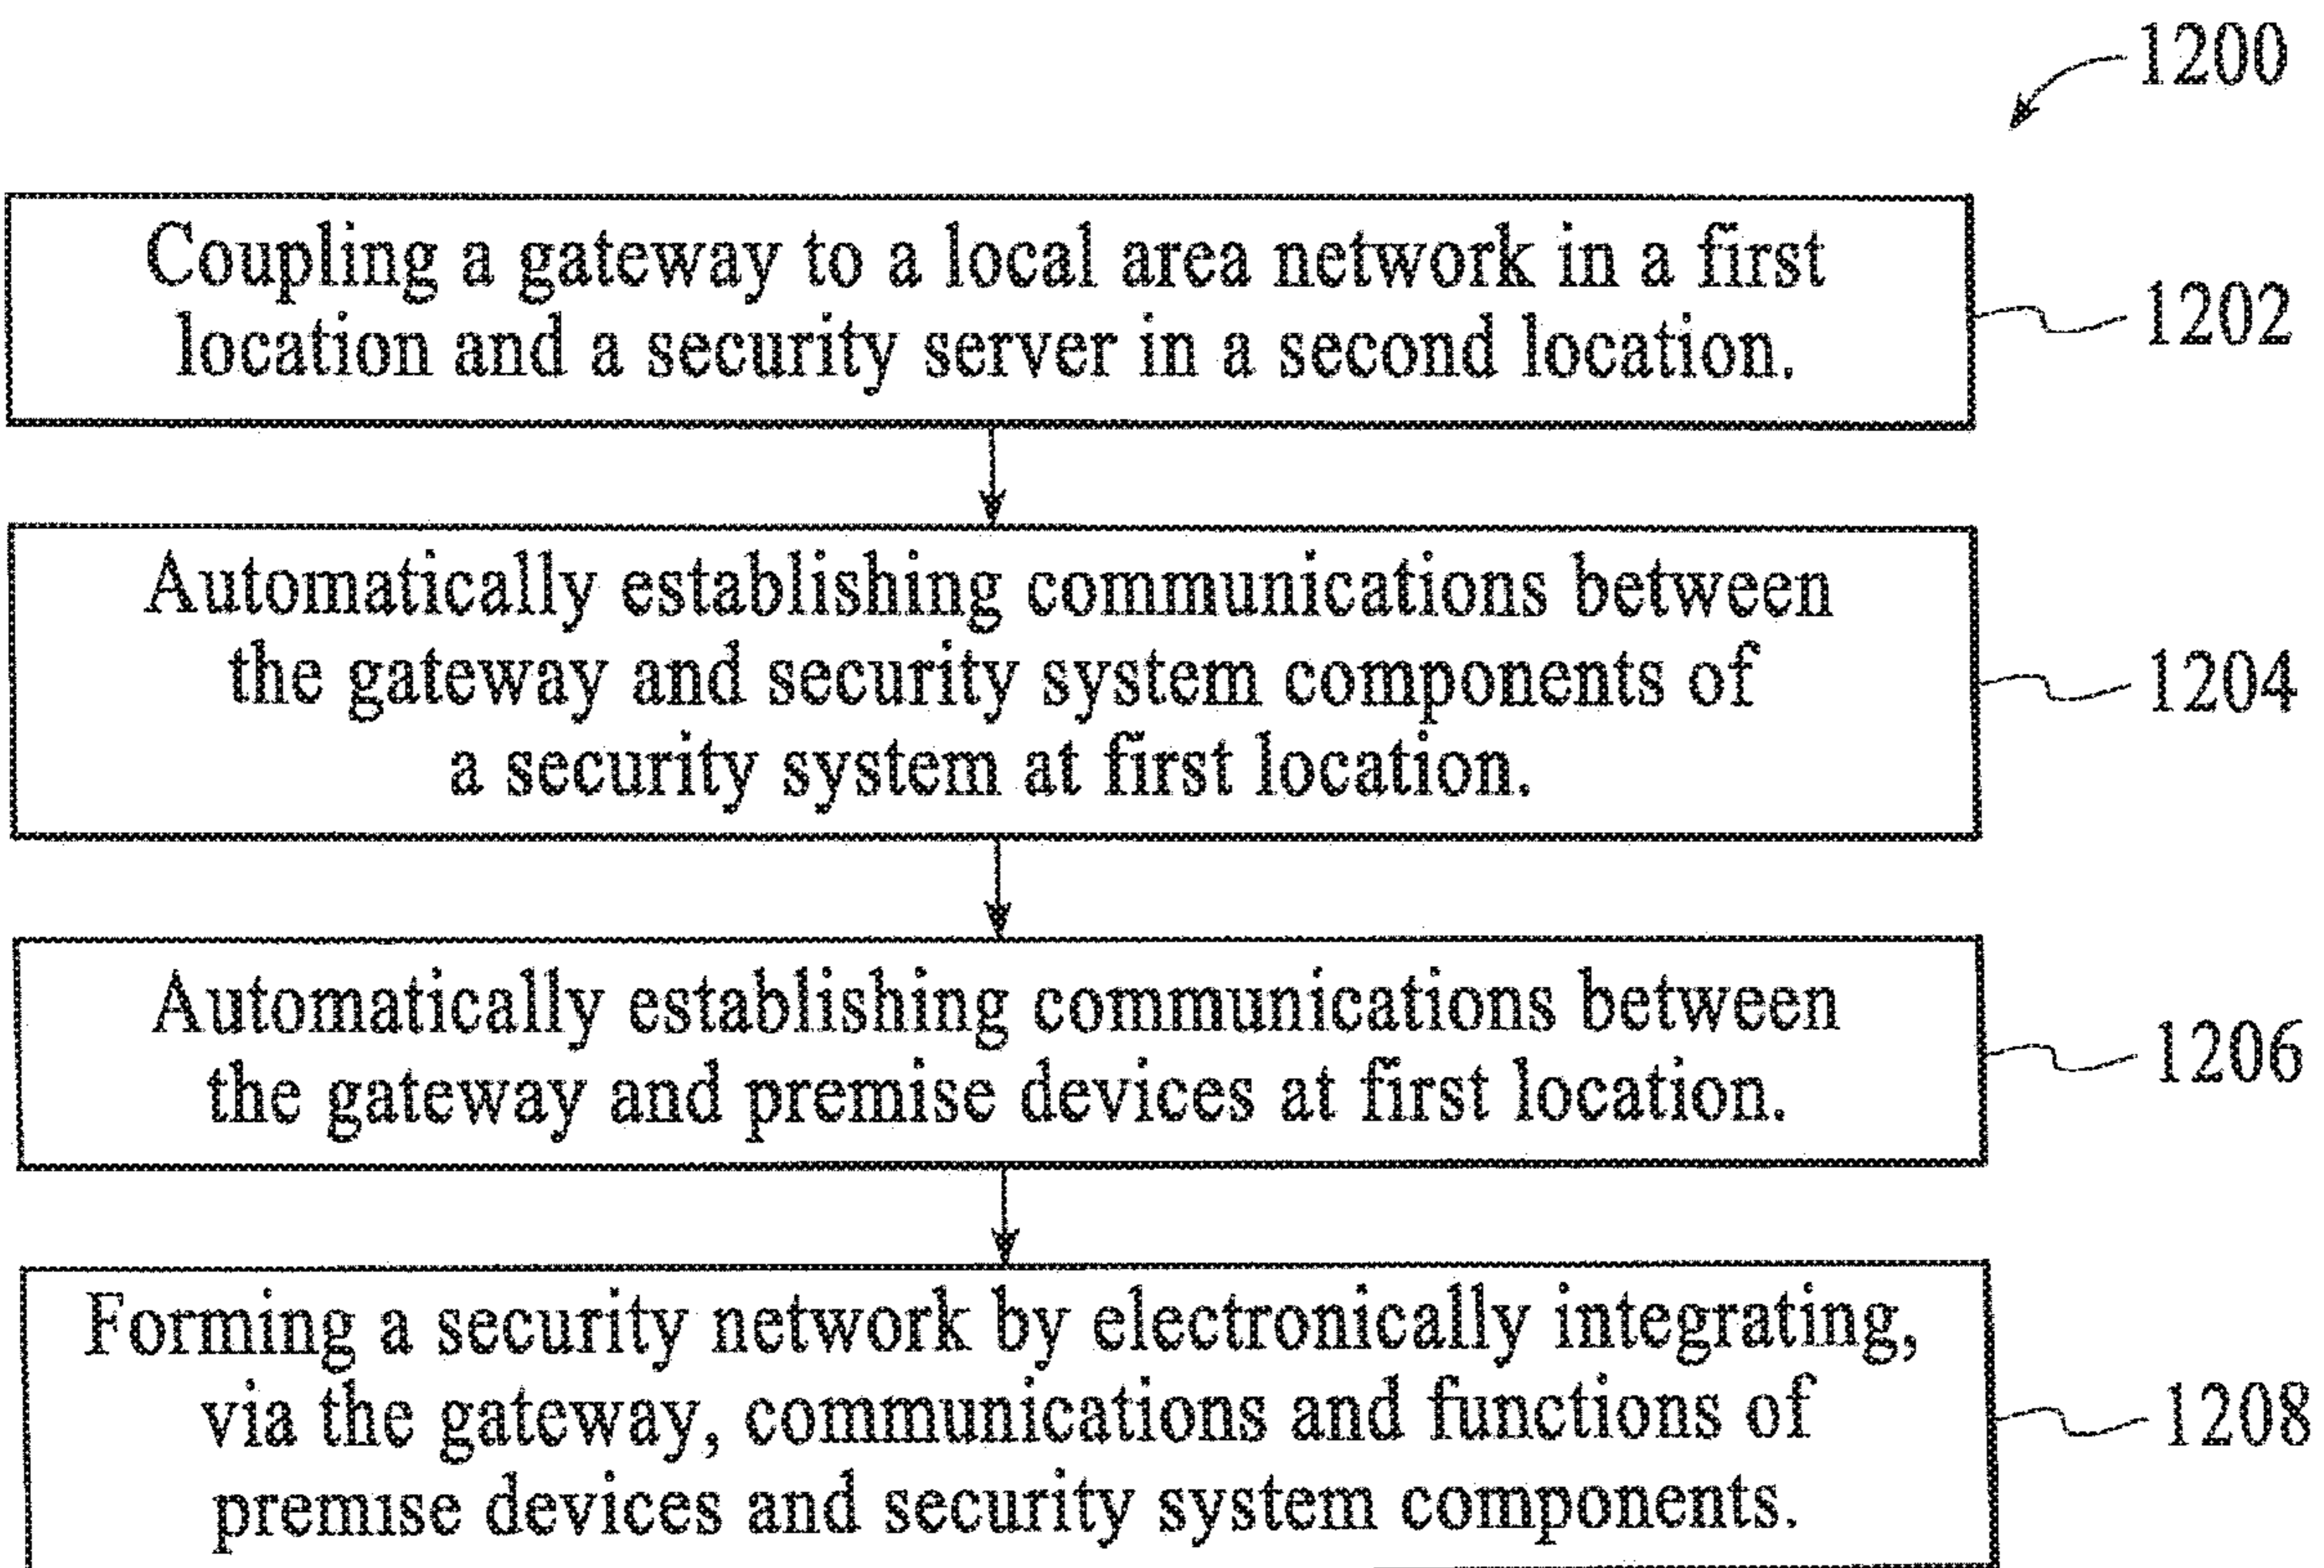 1200
Coupling a gateway to a local area network in a first
location and a security server in a second location.
1202
Automatically establishing communications between
the gateway and security system components of
a security system at first location.
1204
Automatically establishing communications between
the gateway and premise devices at first location.
1206
Forming a security network by electronically integrating,
via the gateway, communications and functions of
premise devices and security system components.
1208